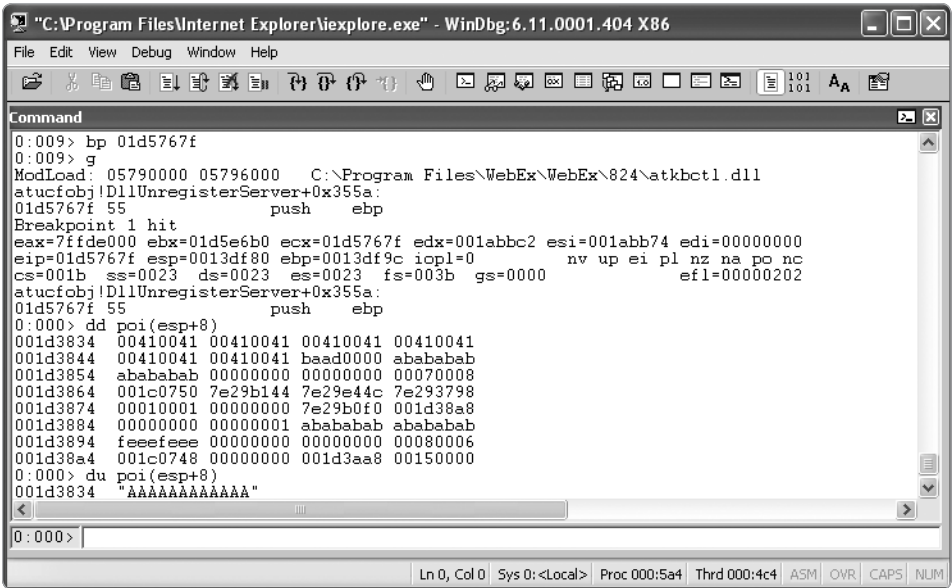 "C:\Program Files\Internet Explorer\iexplore.exe" - WinDbg:6.11.0001.404 X86
File Edit View Debug Window Help
Command
0:009> bp 01d5767f
0:009> g
ModLoad: 05790000 05796000   C:\Program Files\WebEx\WebEx\824\atkbctl.dll
atucfobj!DllUnregisterServer+0x355a:
01d5767f 55              push    ebp
Breakpoint 1 hit
eax=7ffde000 ebx=01d5e6b0 ecx=01d5767f edx=001abbc2 esi=001abb74 edi=00000000
eip=01d5767f esp=0013df80 ebp=0013df9c iopl=0         nv up ei pl nz na po nc
cs=001b  ss=0023  ds=0023  es=0023  fs=003b  gs=0000             efl=00000202
atucfobj!DllUnregisterServer+0x355a:
01d5767f 55              push    ebp
0:000> dd poi(esp+8)
001d3834  00410041 00410041 00410041 00410041
001d3844  00410041 00410041 baad0000 abababab
001d3854  abababab 00000000 00000000 00070008
001d3864  001c0750 7e29b144 7e29e44c 7e293798
001d3874  00010001 00000000 7e29b0f0 001d38a8
001d3884  00000000 00000001 abababab abababab
001d3894  feeefeee 00000000 00000000 00080006
001d38a4  001c0748 00000000 001d3aa8 00150000
0:000> du poi(esp+8)
001d3834  "AAAAAAAAAAAA"
0:000>
Ln 0, Col 0 Sys 0:<Local> Proc 000:5a4 Thrd 000:4c4 ASM OVR CAPS NUM